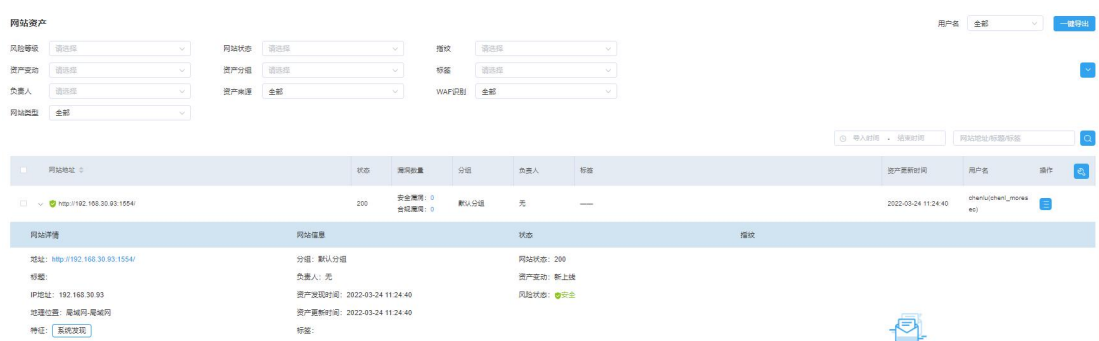 网站资产
用户名 全部 一键导出
风险等级 请选择 网站状态 请选择 指纹 请选择
资产变动 请选择 资产分组 请选择 标签 请选择
负责人 请选择 资产来源 全部 WAF识别 全部
网站类型 全部
导入时间 - 结束时间 网站地址/标题/标签
网站地址 状态 漏洞数量 分组 负责人 标签 资产更新时间 用户名 操作
http://192.168.30.93:1554/ 200 安全漏洞：0 默认分组 无 —— 2022-03-24 11:24:40 chenlu(chenl_moresec)
合规漏洞：0
网站详情 网站信息 状态 指纹
地址：http://192.168.30.93:1554/ 分组：默认分组 网站状态：200
标题： 负责人：无 资产变动：新上线
IP地址：192.168.30.93 资产发现时间：2022-03-24 11:24:40 风险状态：安全
地理位置：局域网-局域网 资产更新时间：2022-03-24 11:24:40
特征：系统发现 标签：